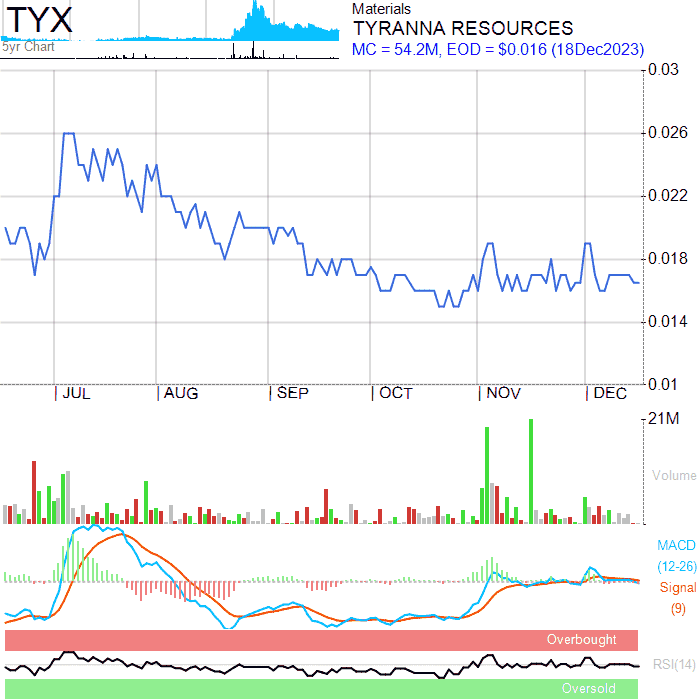 TYX
5yr Chart
Materials
TYRANNA RESOURCES
MC = 54.2M, EOD = $0.016 (18Dec2023)
0.03
0.026
0.022
0.018
0.014
0.01
JUL AUG SEP OCT NOV DEC
21M
Volume
MACD
(12-26)
Signal
(9)
Overbought
RSI(14)
Oversold